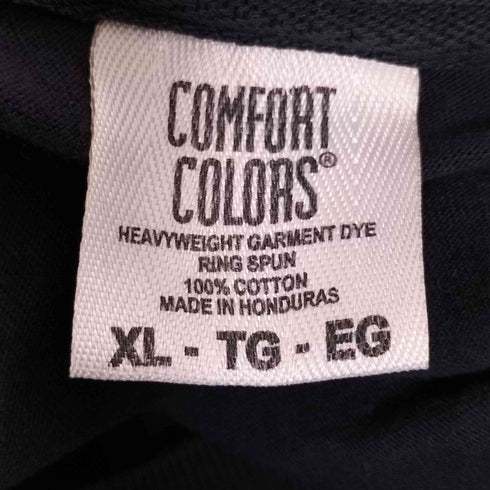 COMFORT
COLORS®
HEAVYWEIGHT GARMENT DYE
RING SPUN
100% COTTON
MADE IN HONDURAS
XL - TG - EG